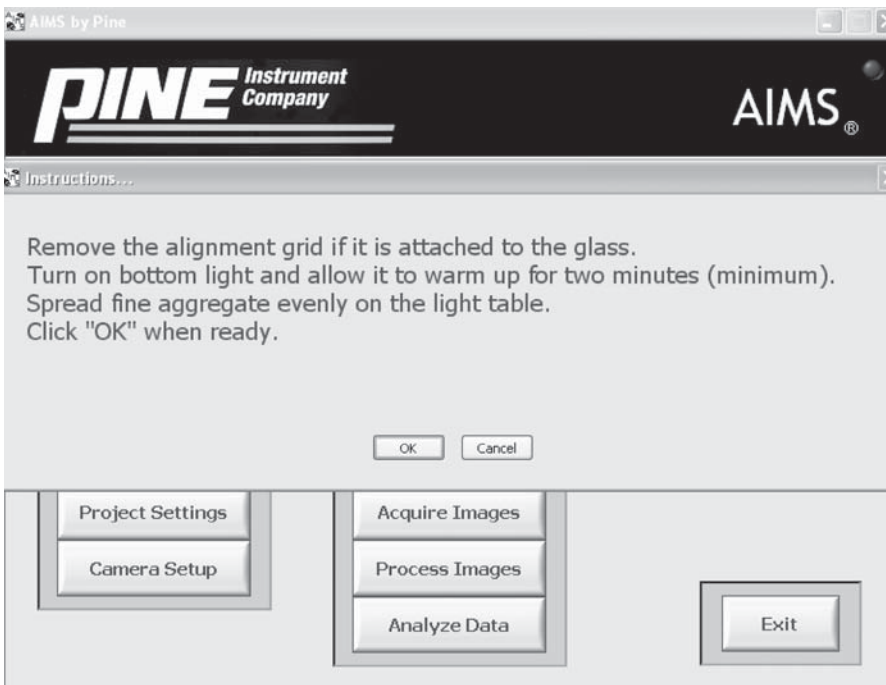 AIMS by Pine
PINE Instrument
Company
AIMS®
Instructions...
Remove the alignment grid if it is attached to the glass.
Turn on bottom light and allow it to warm up for two minutes (minimum).
Spread fine aggregate evenly on the light table.
Click "OK" when ready.
OK Cancel
Project Settings Acquire Images
Camera Setup Process Images
Analyze Data Exit